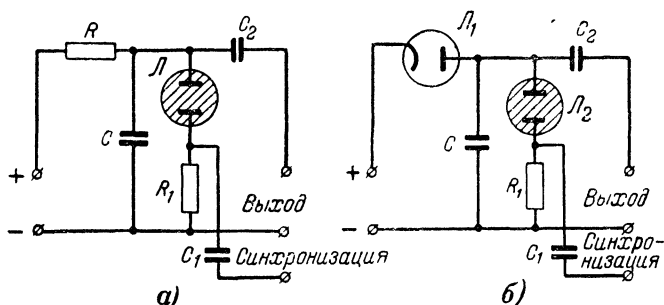 R
Л
C₂
C
R₁
+
−
Выход
C₁
Синхронизация
а)
Л₁
C₂
Л₂
C
R₁
+
−
Выход
C₁
Синхро-
низация
б)